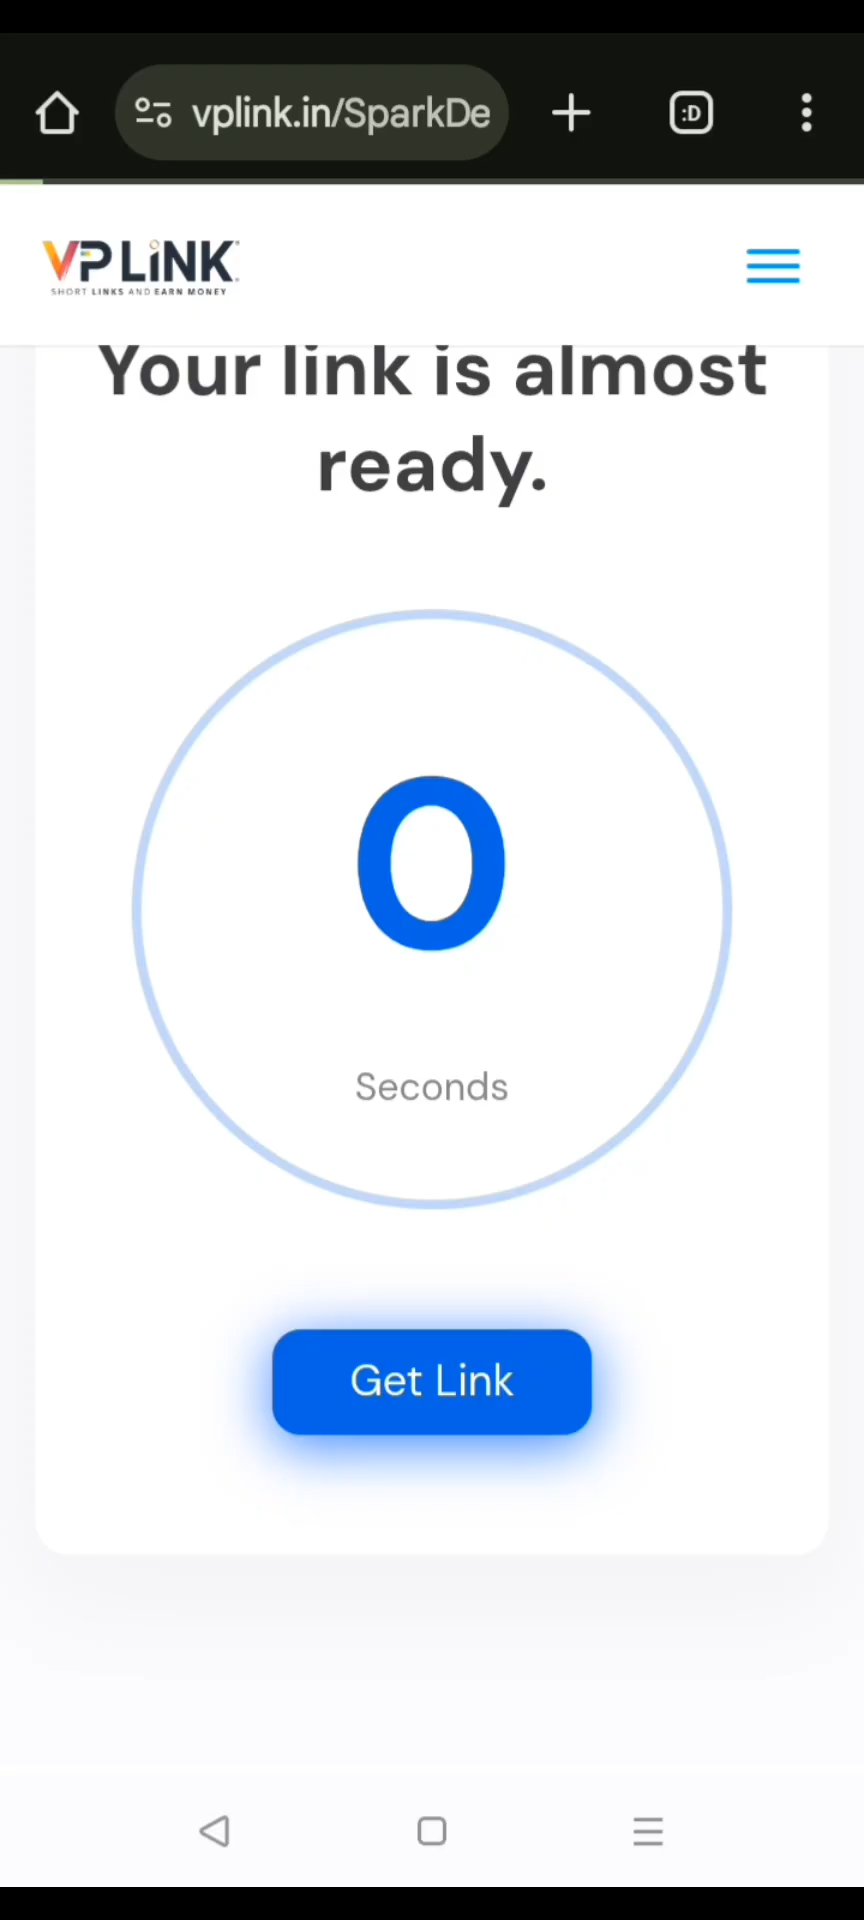 vplink.in/SparkDe
:D
VPLiNK
SHORT LINKS AND EARN MONEY
Your link is almost
ready.
0
Seconds
Get Link